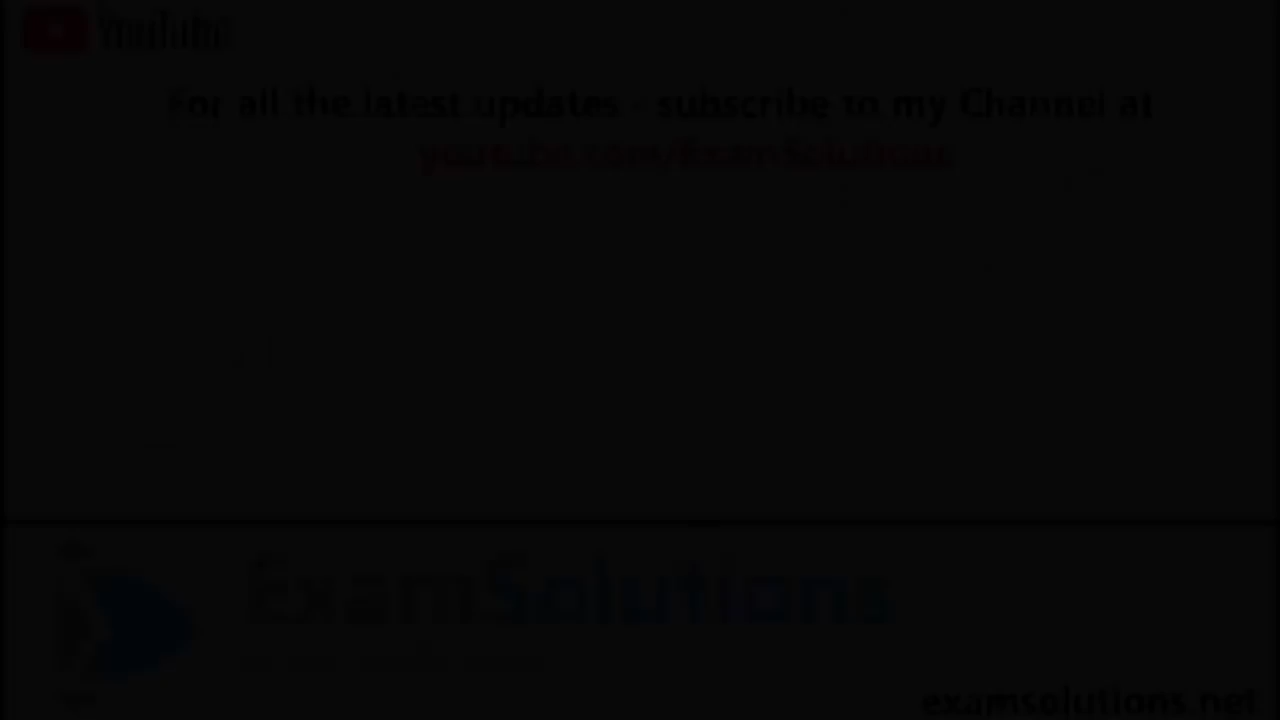 YouTube
For all the latest updates - subscribe to my Channel at
youtube.com/ExamSolutions
ExamSolutions
examsolutions.net